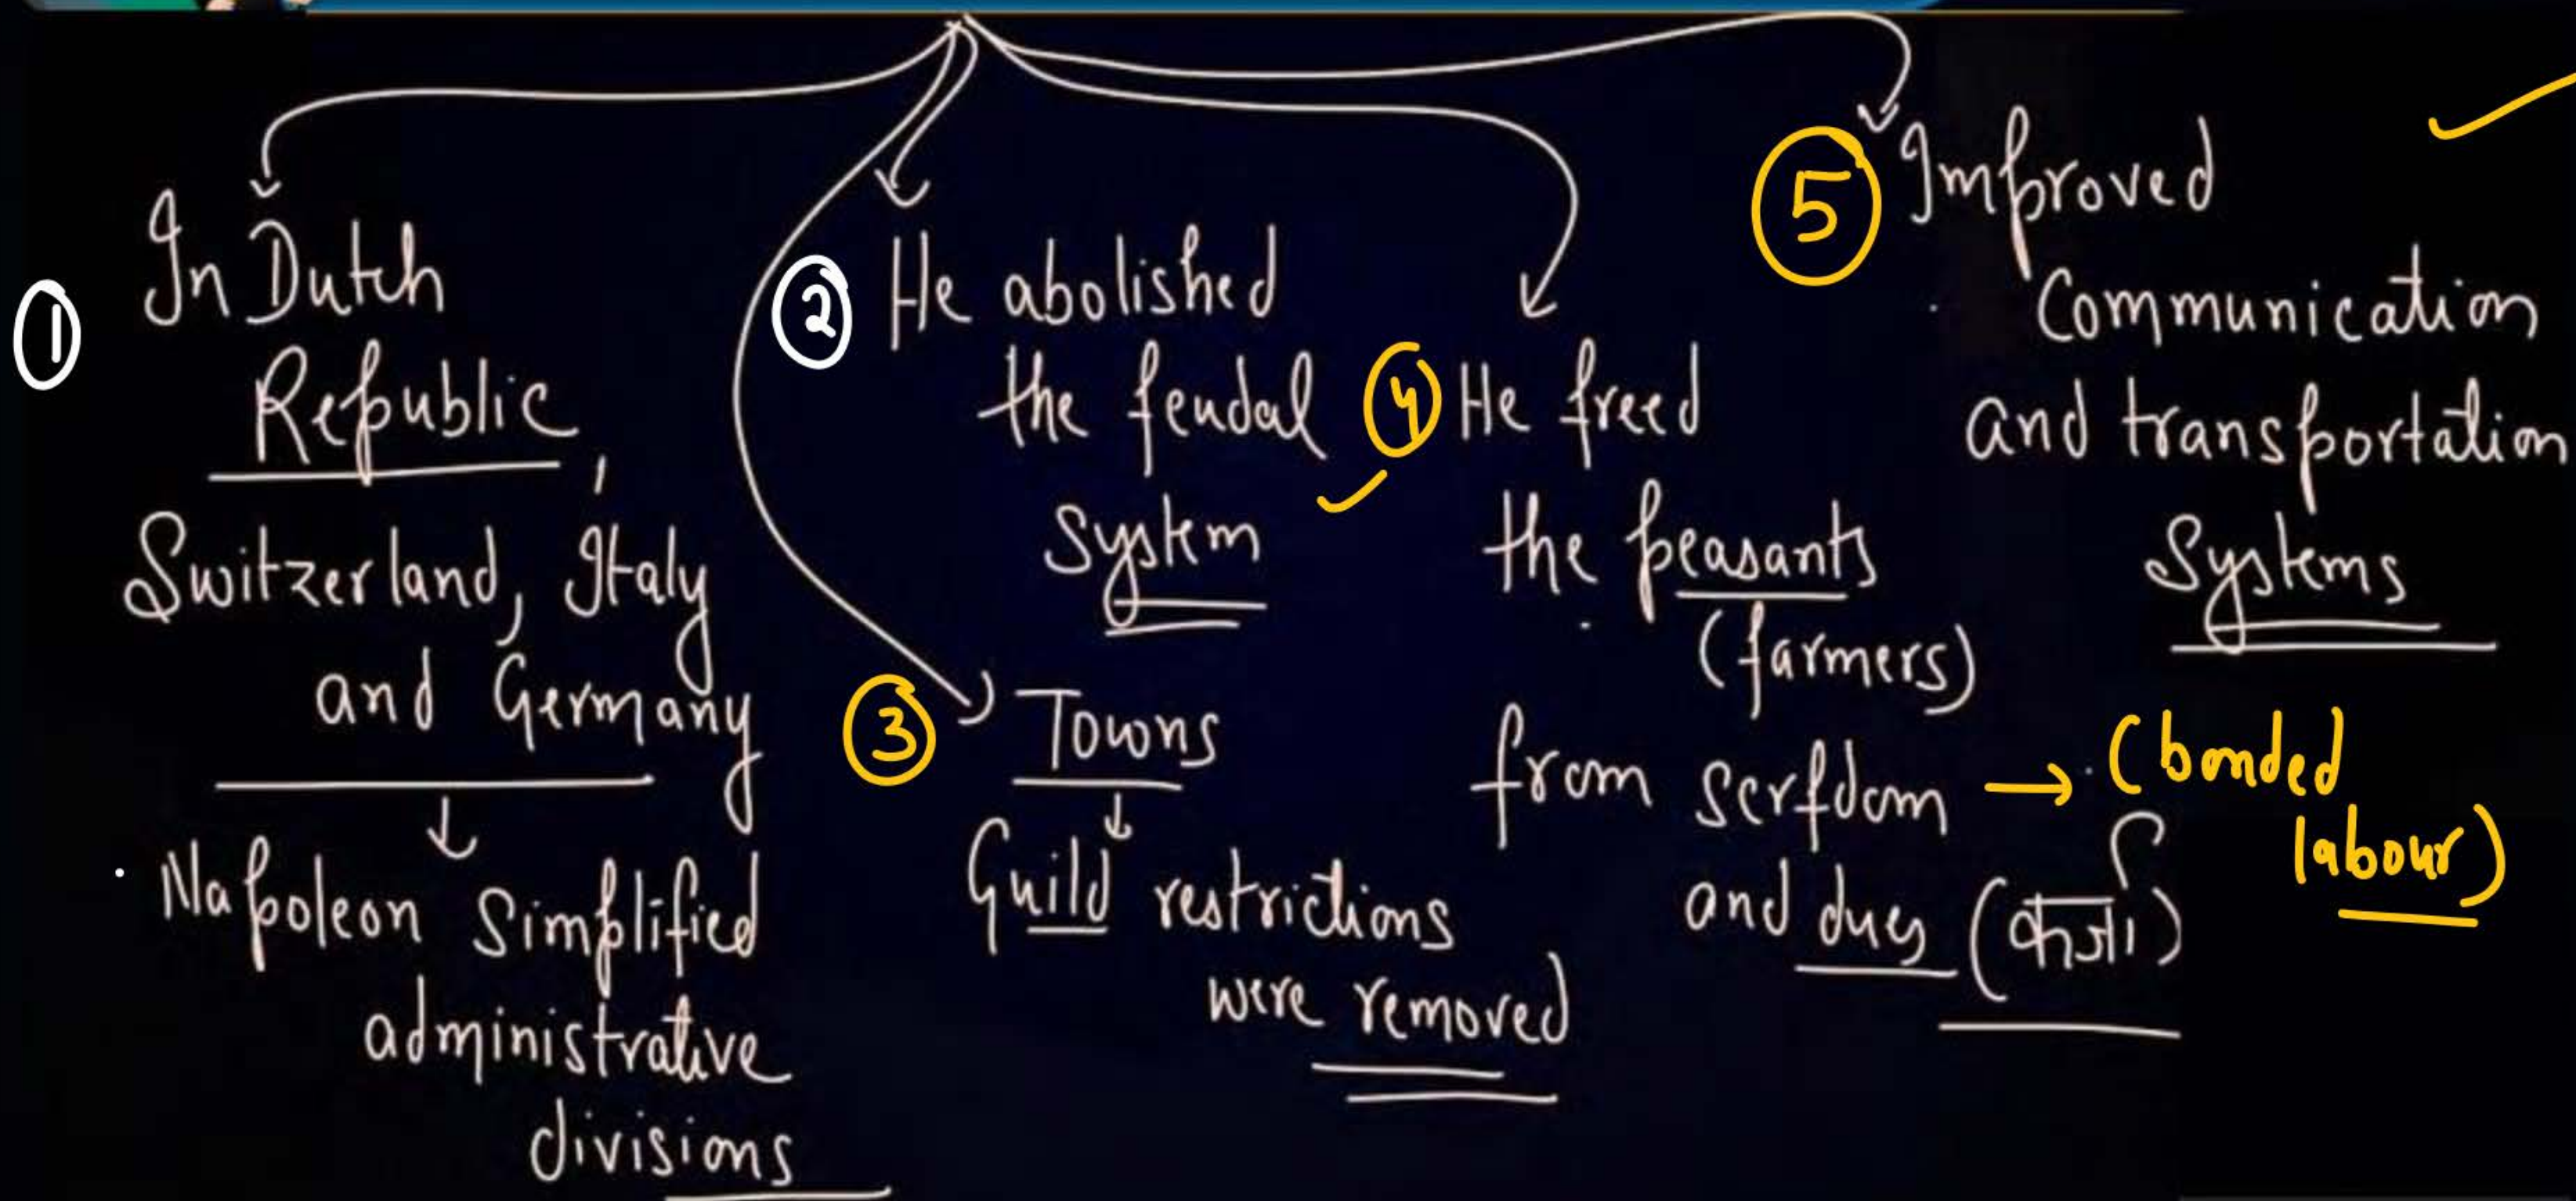 ①
In Dutch
Republic,
Switzerland, Italy
and Germany
↓
Napoleon Simplified
administrative
divisions
②
He abolished
the feudal
System
③
Towns
↓
Guild restrictions
were removed
④
He freed
the peasants
(farmers)
from serfdom → (bonded
labour)
and dues (कर्जा)
⑤
Improved
Communication
and transportation
Systems